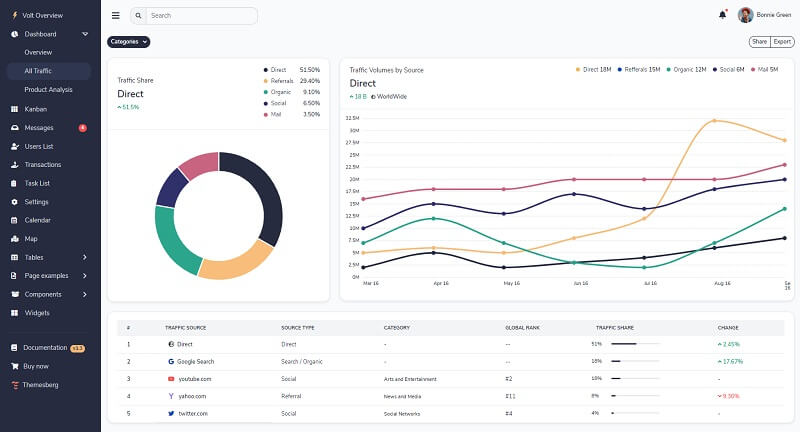 Volt Overview
Dashboard
Overview
All Traffic
Product Analysis
Kanban
Messages 4
Users List
Transactions
Task List
Settings
Calendar
Map
Tables
Page examples
Components
Widgets
Documentation v1.3
Buy now
Themesberg
Search
Bonnie Green
Categories
Share Export
Traffic Share
Direct
51.5%
Direct 51.50%
Referrals 29.40%
Organic 9.10%
Social 6.50%
Mail 3.50%
Traffic Volumes by Source
Direct
18 B WorldWide
Direct 18M Refferals 15M Organic 12M Social 6M Mail 5M
32.5M
30M
27.5M
25M
22.5M
20M
17.5M
15M
12.5M
10M
7.5M
5M
2.5M
0M
Mar 16 Apr 16 May 16 Jun 16 Jul 16 Aug 16 Se 16
# TRAFFIC SOURCE SOURCE TYPE CATEGORY GLOBAL RANK TRAFFIC SHARE CHANGE
1 Direct Direct - -- 51% 2.45%
2 Google Search Search / Organic - -- 18% 17.67%
3 youtube.com Social Arts and Entertainment #2 18% -
4 yahoo.com Referral News and Media #11 8% 9.30%
5 twitter.com Social Social Networks #4 4% -